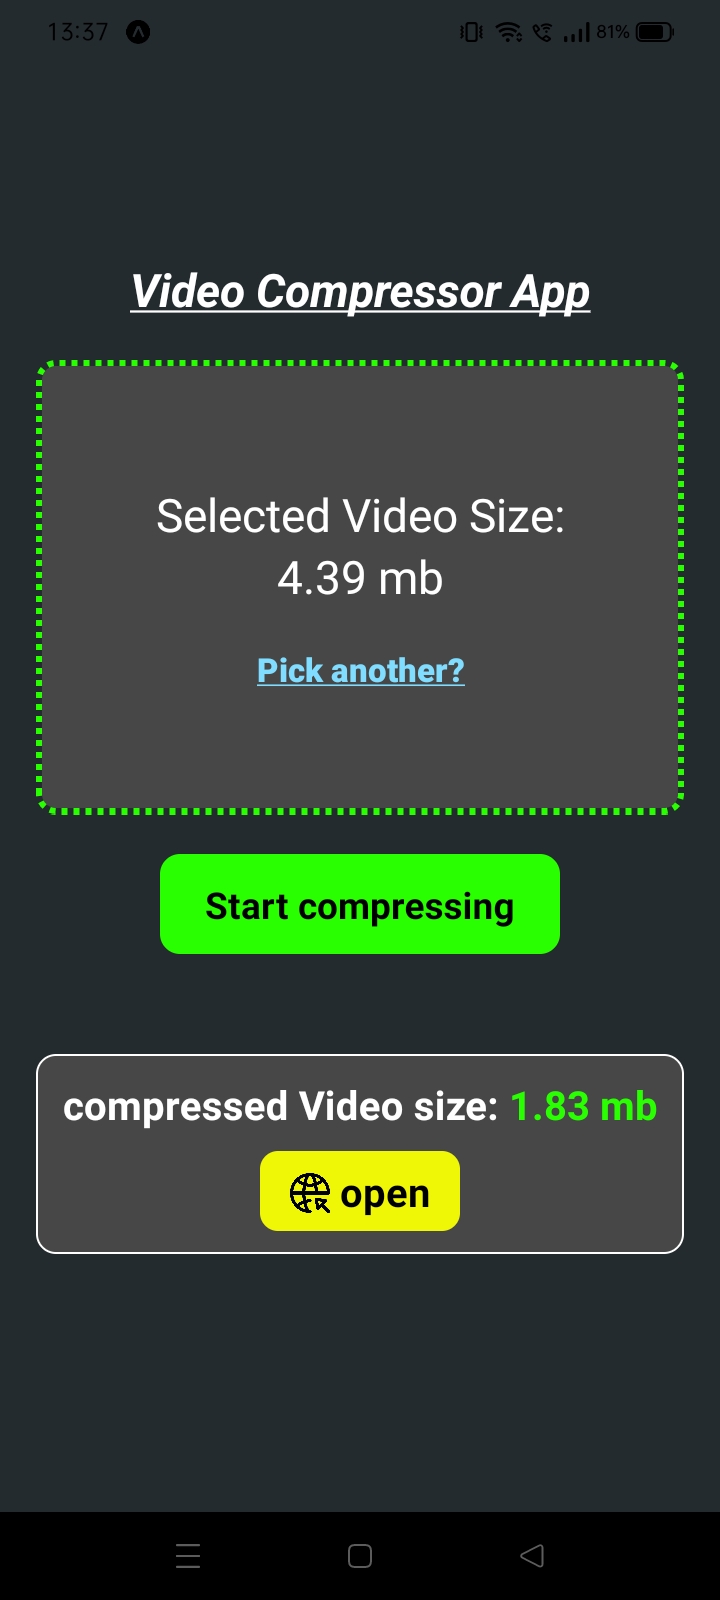 13:37
81%
Video Compressor App
Selected Video Size:
4.39 mb
Pick another?
Start compressing
compressed Video size: 1.83 mb
open